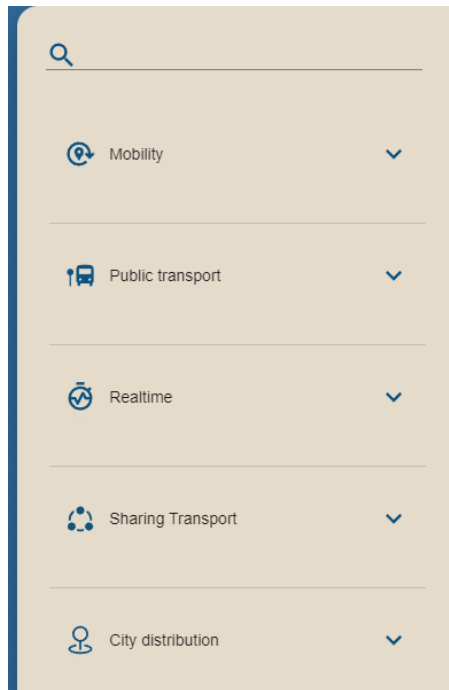 Mobility
Public transport
Realtime
Sharing Transport
City distribution